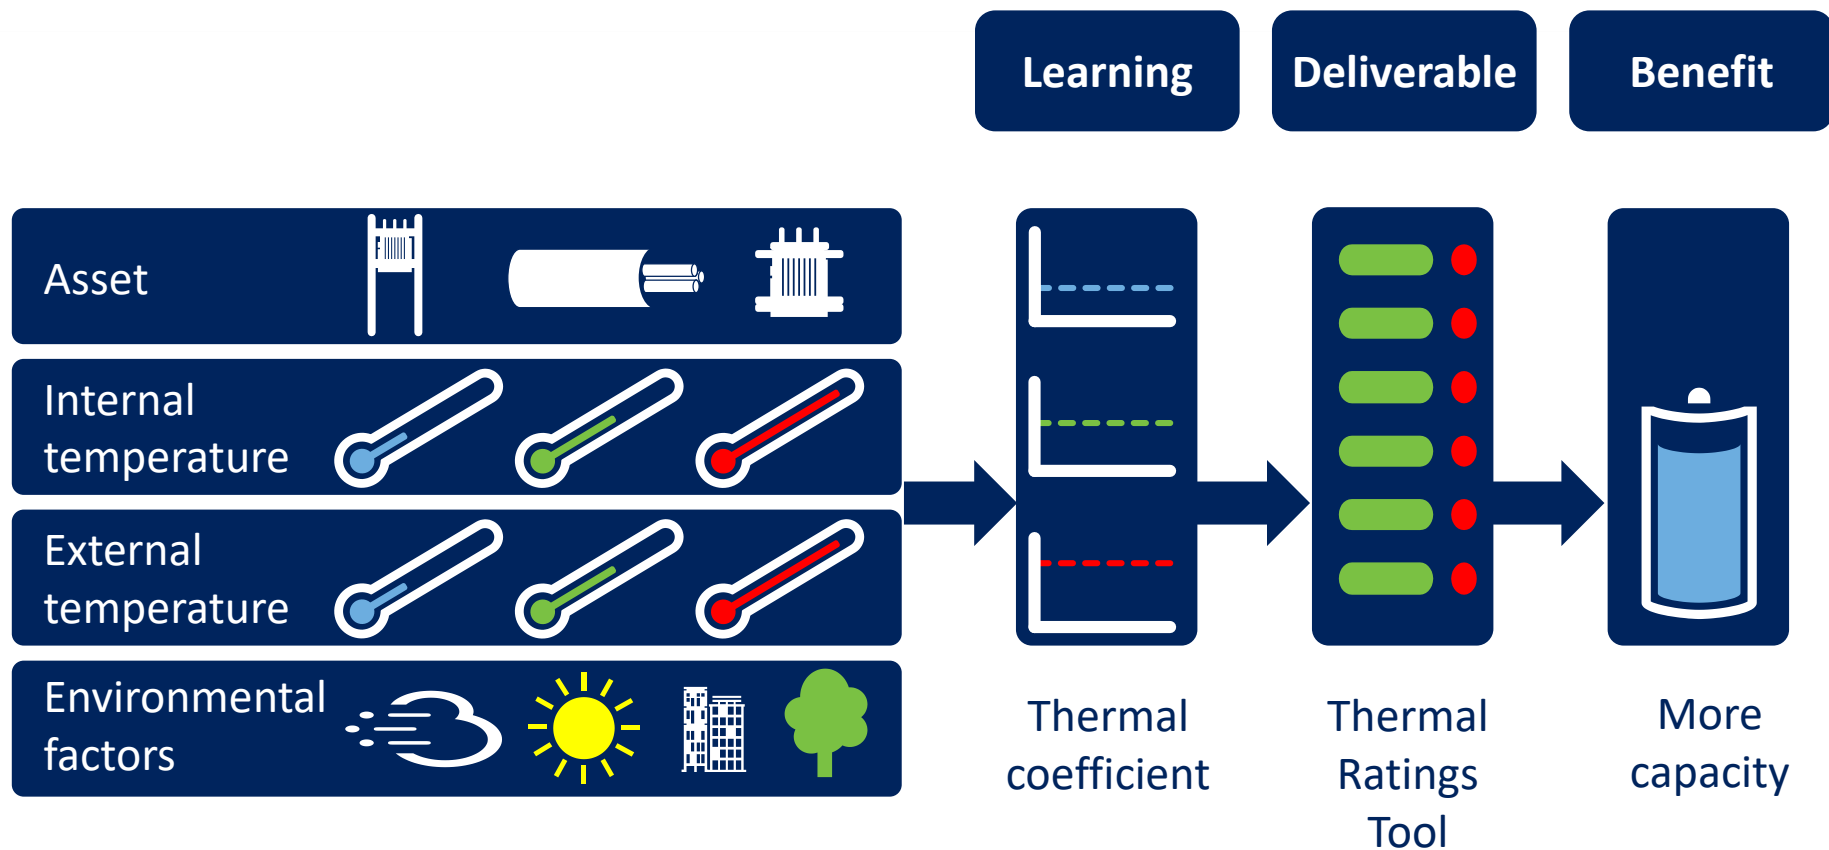 Learning
Deliverable
Benefit
Asset
Internal
temperature
External
temperature
Environmental
factors
Thermal
coefficient
Thermal
Ratings
Tool
More
capacity